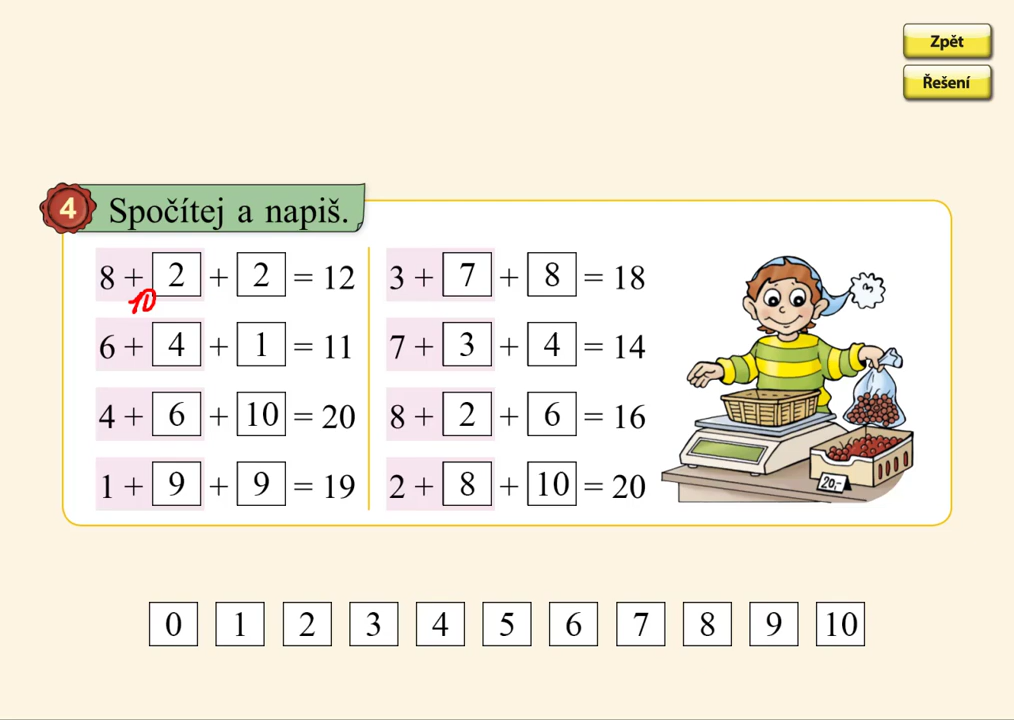 Zpět
Řešení
4 Spočítej a napiš.
8 + 2 + 2 = 12
10
6 + 4 + 1 = 11
4 + 6 + 10 = 20
1 + 9 + 9 = 19
3 + 7 + 8 = 18
7 + 3 + 4 = 14
8 + 2 + 6 = 16
2 + 8 + 10 = 20
20,-
0 1 2 3 4 5 6 7 8 9 10